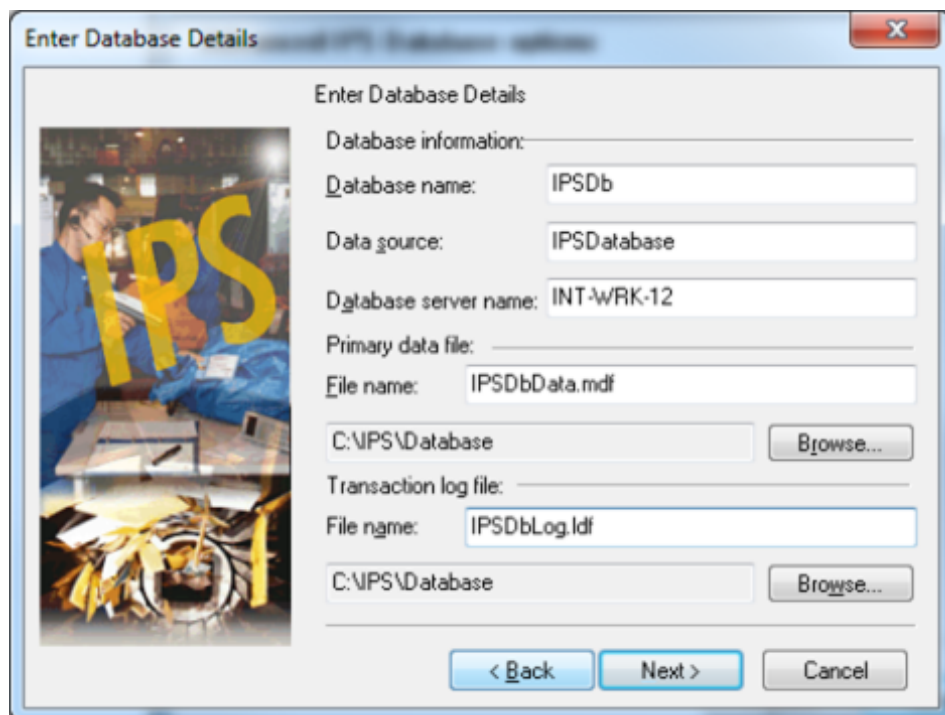 Enter Database Details
Enter Database Details
IPS
Database information:
Database name: IPSDb
Data source: IPSDatabase
Database server name: INT-WRK-12
Primary data file:
File name: IPSDbData.mdf
C:\IPS\Database Browse...
Transaction log file:
File name: IPSDbLog.ldf
C:\IPS\Database Browse...
< Back Next > Cancel